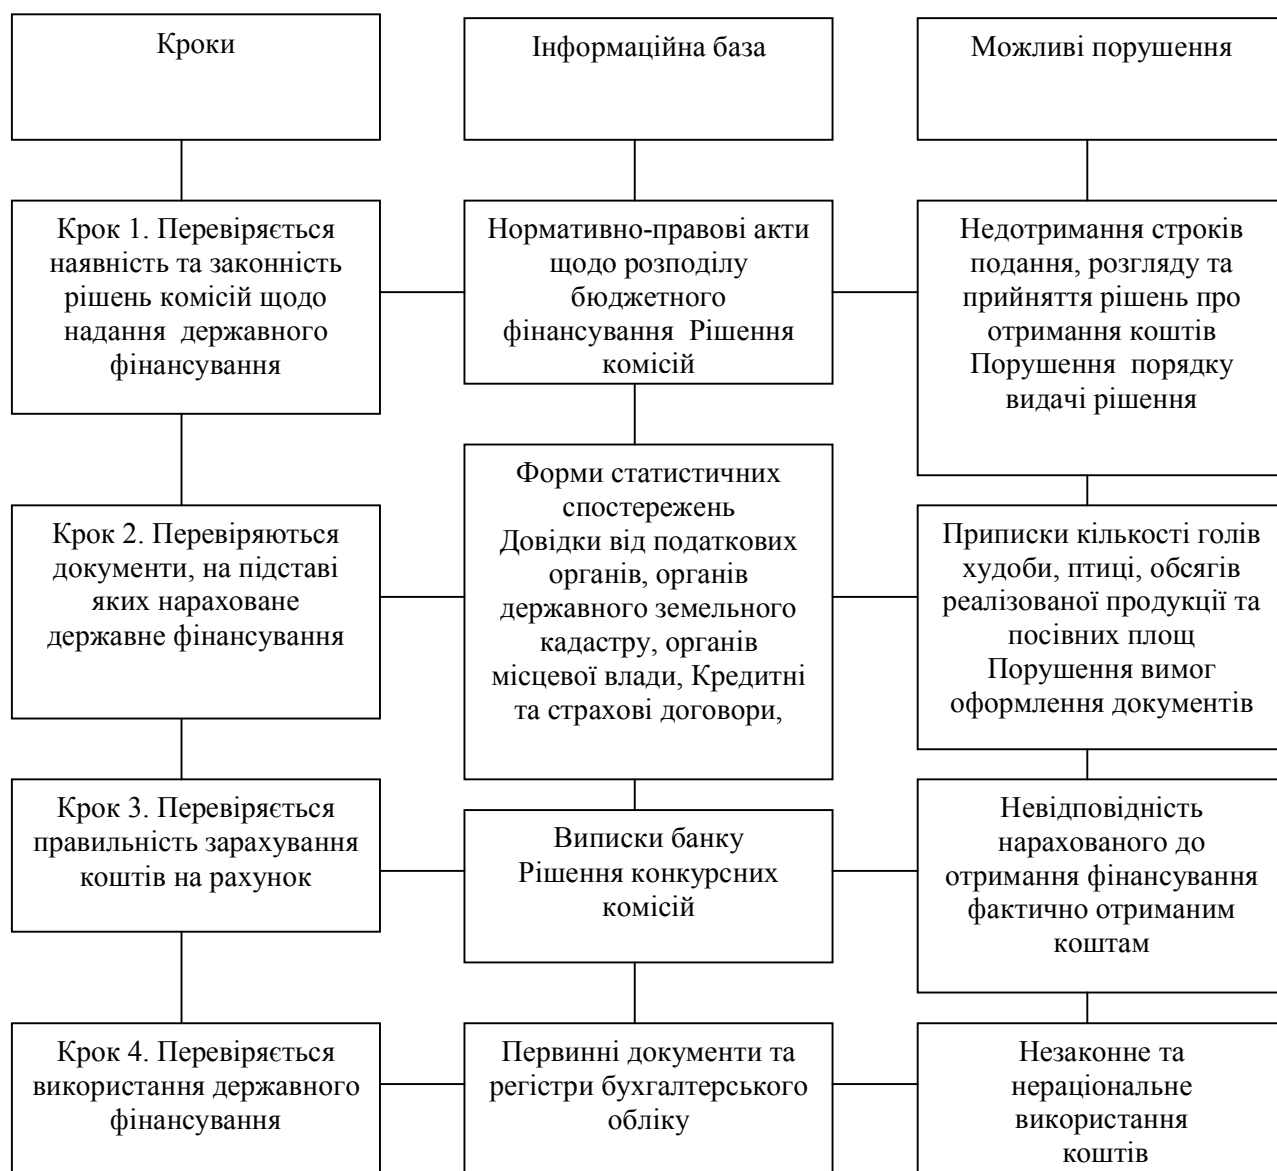 Кроки
Інформаційна база
Можливі порушення
Крок 1. Перевіряється
наявність та законність
рішень комісій щодо
надання  державного
фінансування
Нормативно-правові акти
щодо розподілу
бюджетного
фінансування  Рішення
комісій
Недотримання строків
подання, розгляду та
прийняття рішень про
отримання коштів
Порушення  порядку
видачі рішення
Крок 2. Перевіряються
документи, на підставі
яких нараховане
державне фінансування
Форми статистичних
спостережень
Довідки від податкових
органів, органів
державного земельного
кадастру, органів
місцевої влади, Кредитні
та страхові договори,
Приписки кількості голів
худоби, птиці, обсягів
реалізованої продукції та
посівних площ
Порушення вимог
оформлення документів
Крок 3. Перевіряється
правильність зарахування
коштів на рахунок
Виписки банку
Рішення конкурсних
комісій
Невідповідність
нарахованого до
отримання фінансування
фактично отриманим
коштам
Крок 4. Перевіряється
використання державного
фінансування
Первинні документи та
регістри бухгалтерського
обліку
Незаконне та
нераціональне
використання
коштів